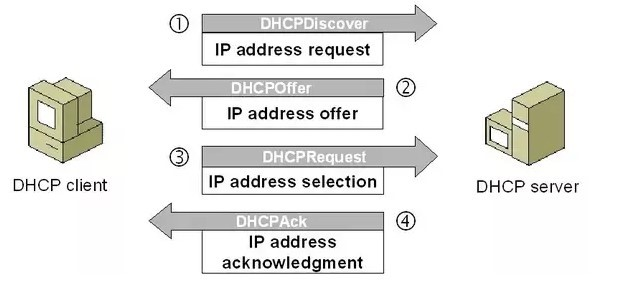 ① DHCPDiscover
IP address request
DHCPOffer ②
IP address offer
③ DHCPRequest
IP address selection
DHCP client
DHCP server
DHCPAck ④
IP address
acknowledgment